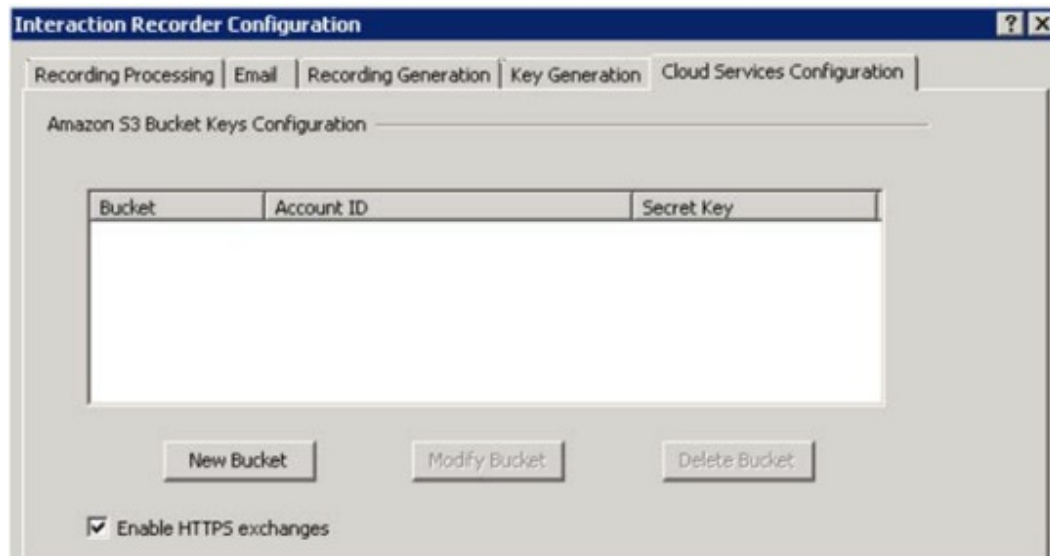 Interaction Recorder Configuration
Recording Processing Email Recording Generation Key Generation Cloud Services Configuration
Amazon S3 Bucket Keys Configuration
Bucket Account ID Secret Key
New Bucket Modify Bucket Delete Bucket
Enable HTTPS exchanges